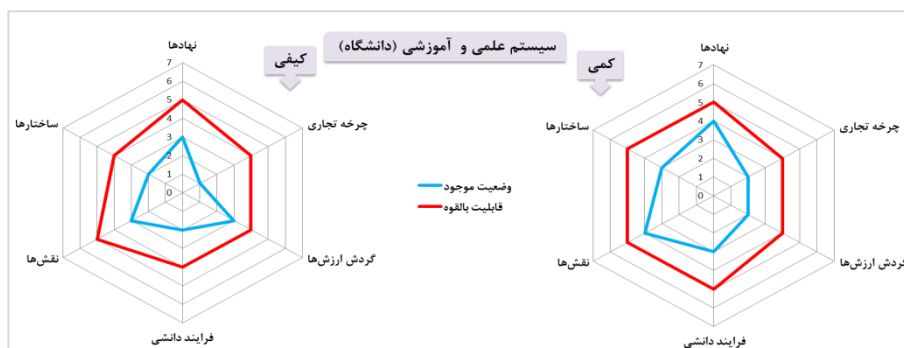 سیستم علمی و آموزشی (دانشگاه)
کمی
نهادها
7
6
5
4
3
2
1
0
چرخه تجاری
گردش ارزش‌ها
فرایند دانشی
نقش‌ها
ساختارها
وضعیت موجود
قابلیت بالقوه
کیفی
نهادها
7
6
5
4
3
2
1
0
چرخه تجاری
گردش ارزش‌ها
فرایند دانشی
نقش‌ها
ساختارها